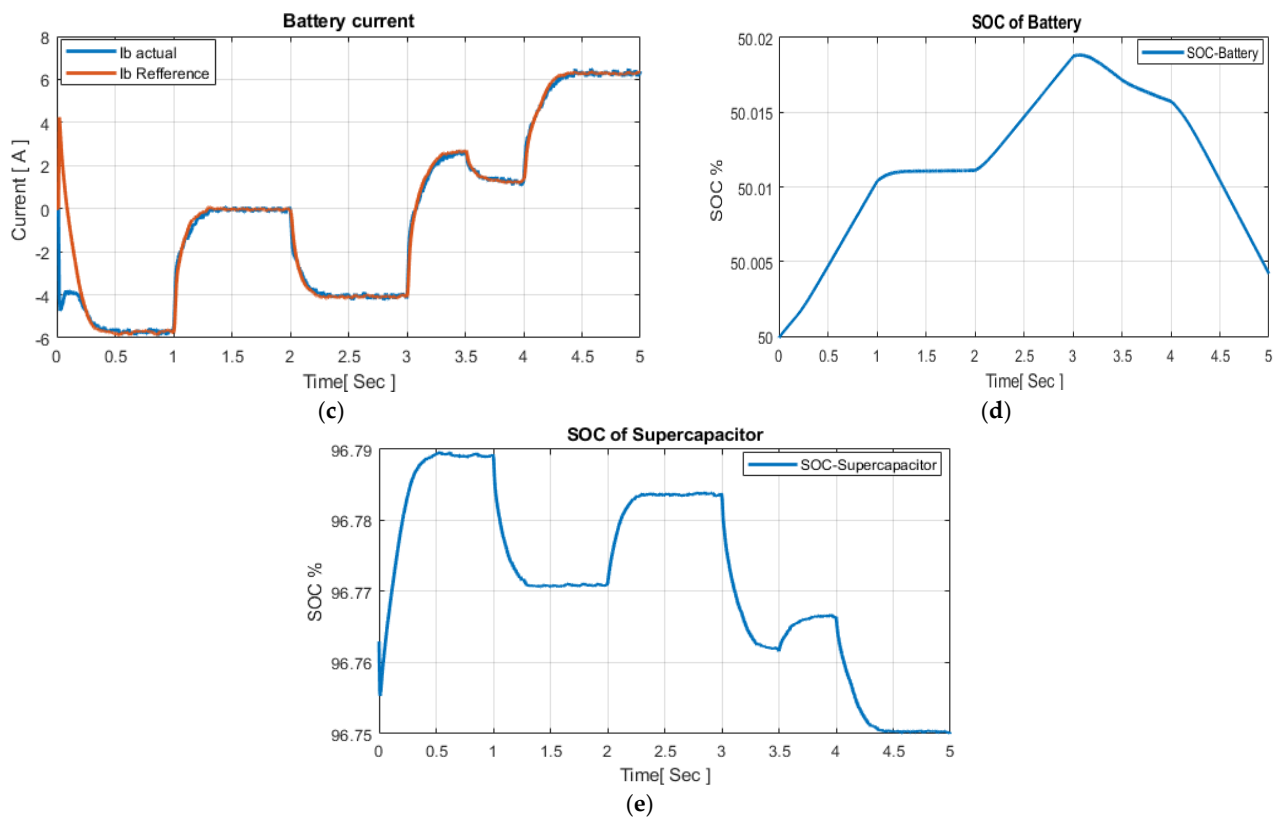 Battery current
8
6
4
2
0
-2
-4
-6
Current [ A ]
Ib actual
Ib Refference
0 0.5 1 1.5 2 2.5 3 3.5 4 4.5 5
Time[ Sec ]
(c)
SOC of Battery
50.02
50.015
50.01
50.005
50
SOC %
SOC-Battery
0 0.5 1 1.5 2 2.5 3 3.5 4 4.5 5
Time[ Sec ]
(d)
SOC of Supercapacitor
96.79
96.78
96.77
96.76
96.75
SOC %
SOC-Supercapacitor
0 0.5 1 1.5 2 2.5 3 3.5 4 4.5 5
Time[ Sec ]
(e)